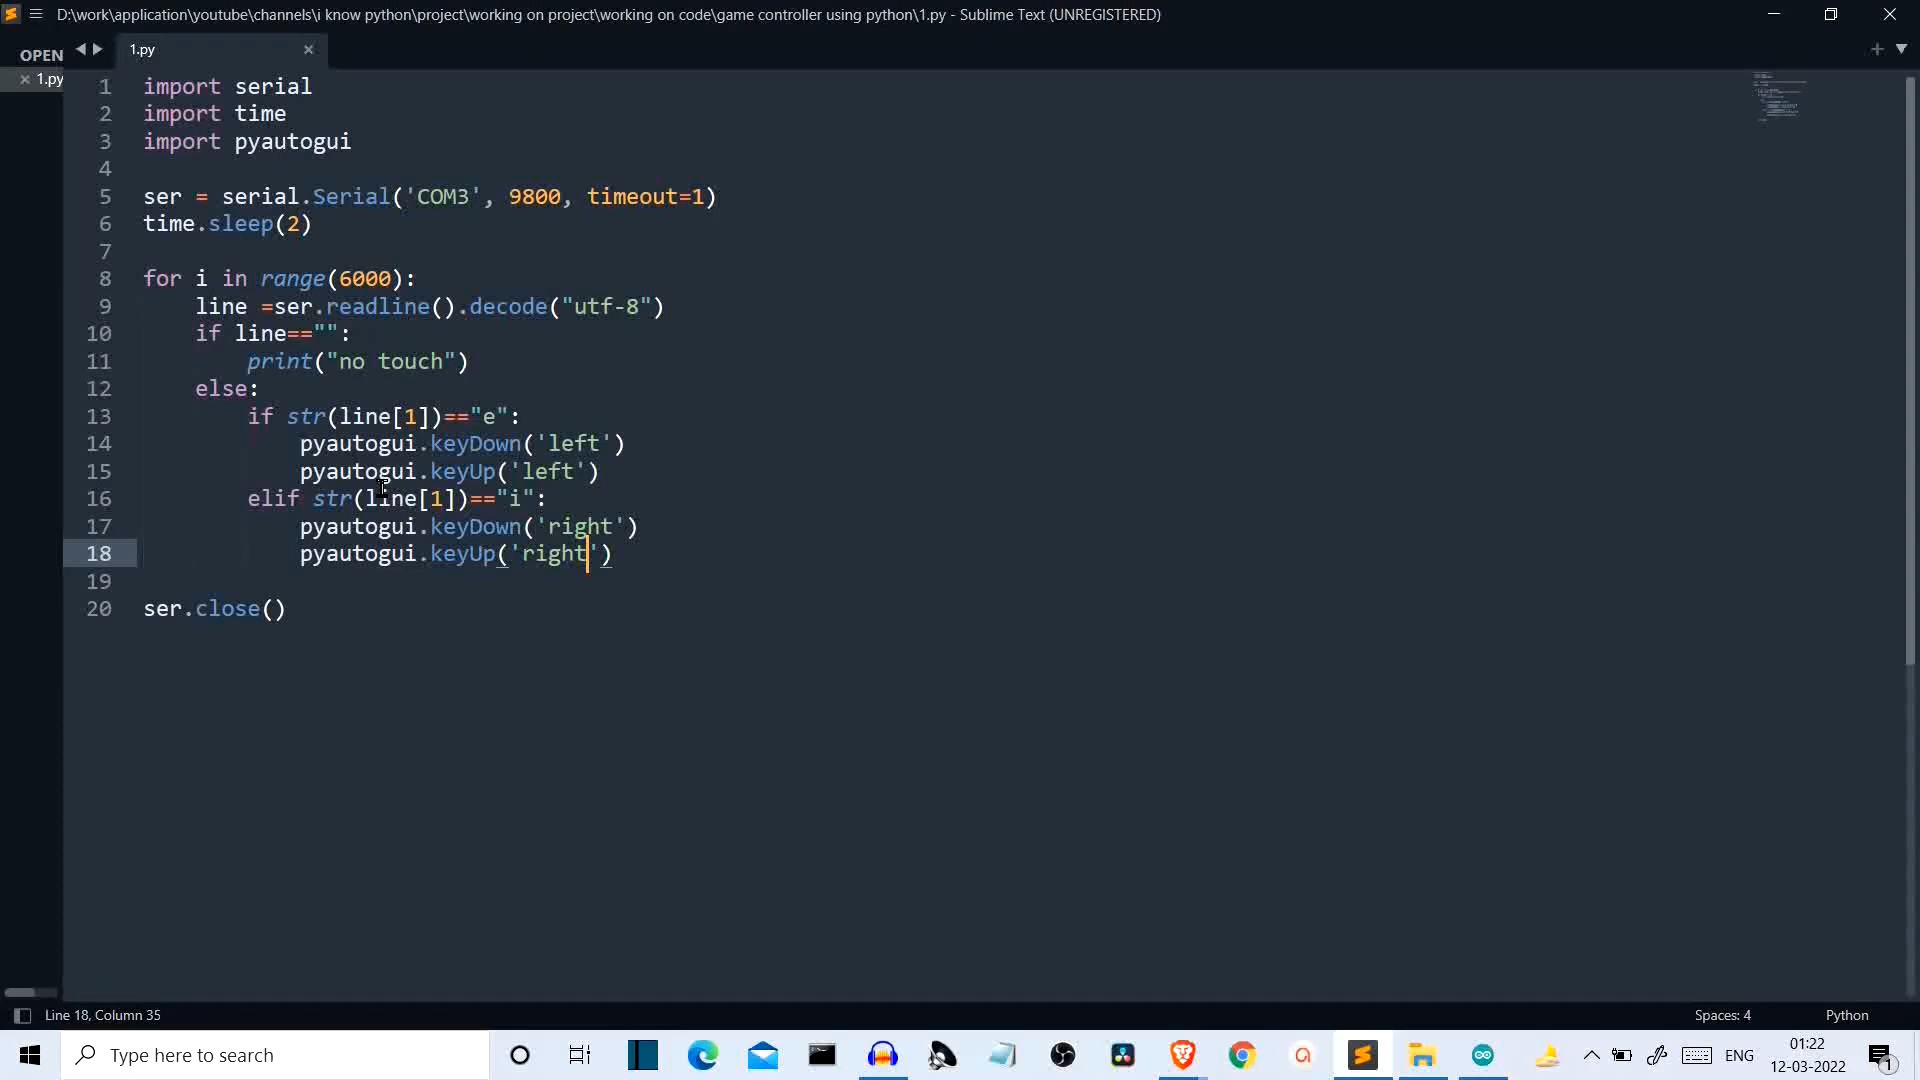 D:\work\application\youtube\channels\i know python\project\working on project\working on code\game controller using python\1.py - Sublime Text (UNREGISTERED)
OPEN
1.py
1.py
1 import serial
2 import time
3 import pyautogui
4
5 ser = serial.Serial('COM3', 9800, timeout=1)
6 time.sleep(2)
7
8 for i in range(6000):
9     line =ser.readline().decode("utf-8")
10     if line=="":
11         print("no touch")
12     else:
13         if str(line[1])=="e":
14             pyautogui.keyDown('left')
15             pyautogui.keyUp('left')
16         elif str(line[1])=="i":
17             pyautogui.keyDown('right')
18             pyautogui.keyUp('right')
19
20 ser.close()
Line 18, Column 35
Spaces: 4
Python
Type here to search
ENG
01:22
12-03-2022
1